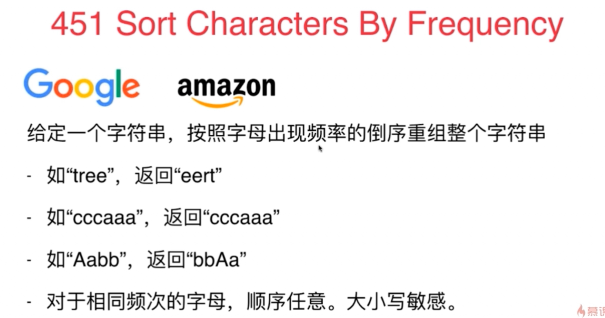 451 Sort Characters By Frequency
Google amazon
给定一个字符串，按照字母出现频率的倒序重组整个字符串
- 如“tree”，返回“eert”
- 如“cccaaa”，返回“cccaaa”
- 如“Aabb”，返回“bbAa”
- 对于相同频次的字母，顺序任意。大小写敏感。